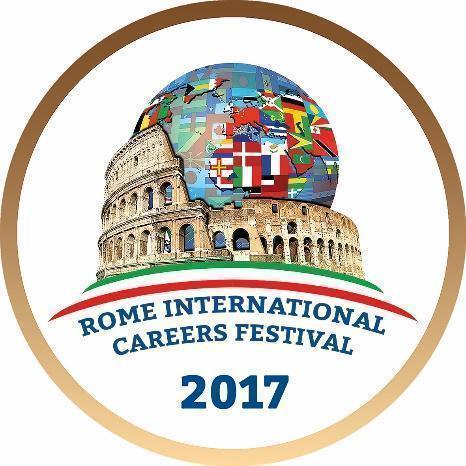 ROME INTERNATIONAL
CAREERS FESTIVAL
2017